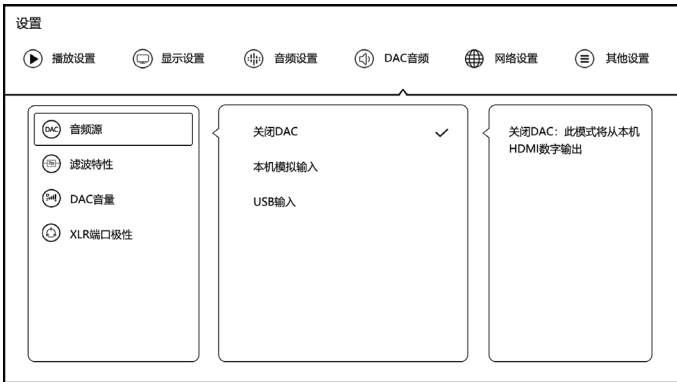 设置
播放设置
显示设置
音频设置
DAC音频
网络设置
其他设置
DAC
音频源
滤波特性
DAC音量
XLR端口极性
关闭DAC
本机模拟输入
USB输入
关闭DAC：此模式将从本机
HDMI数字输出